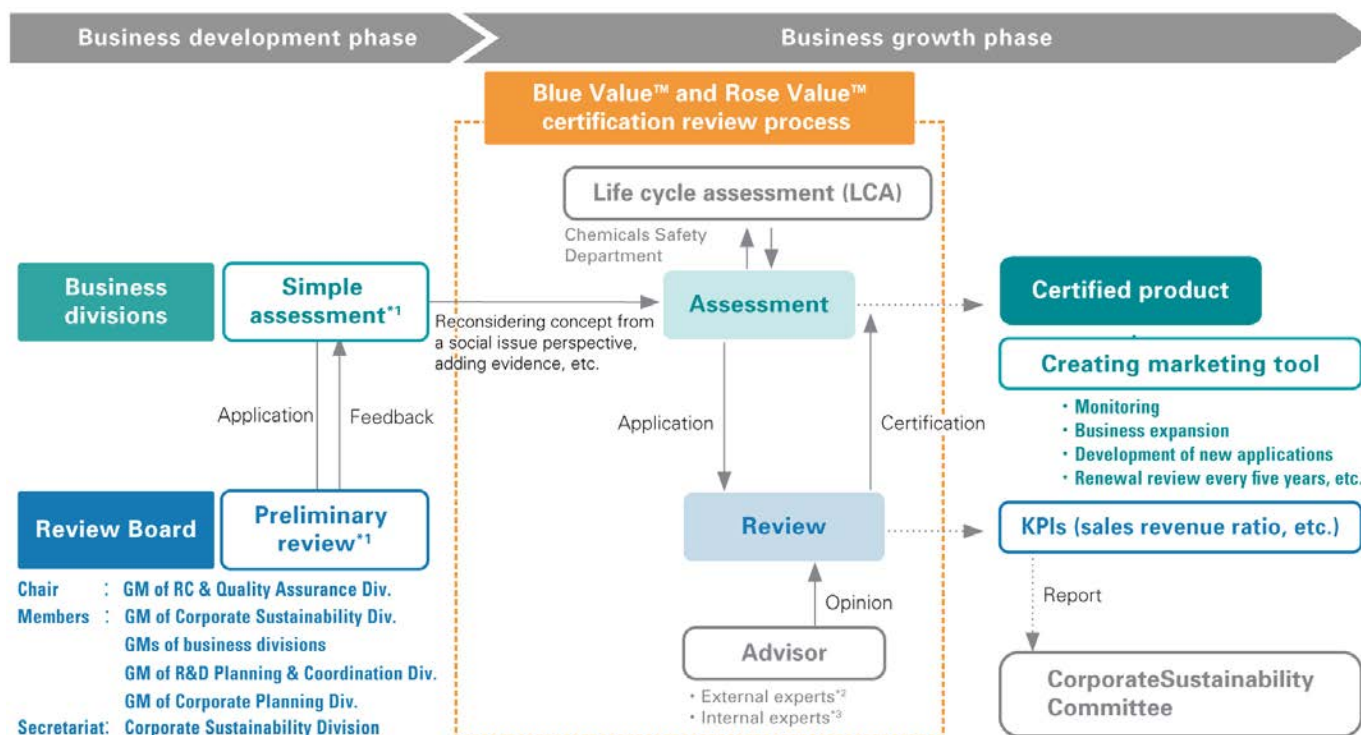 Business development phase
Business growth phase
Blue Value™ and Rose Value™
certification review process
Life cycle assessment (LCA)
Chemicals Safety
Department
Business
divisions
Simple
assessment*1
Reconsidering concept from
a social issue perspective,
adding evidence, etc.
Assessment
Certified product
Creating marketing tool
・Monitoring
・Business expansion
・Development of new applications
・Renewal review every five years, etc.
Application
Feedback
Application
Certification
Review Board
Preliminary
review*1
Review
KPIs (sales revenue ratio, etc.)
Chair : GM of RC & Quality Assurance Div.
Members : GM of Corporate Sustainability Div.
GMs of business divisions
GM of R&D Planning & Coordination Div.
GM of Corporate Planning Div.
Secretariat: Corporate Sustainability Division
Opinion
Advisor
・External experts*2
・Internal experts*3
Report
CorporateSustainability
Committee